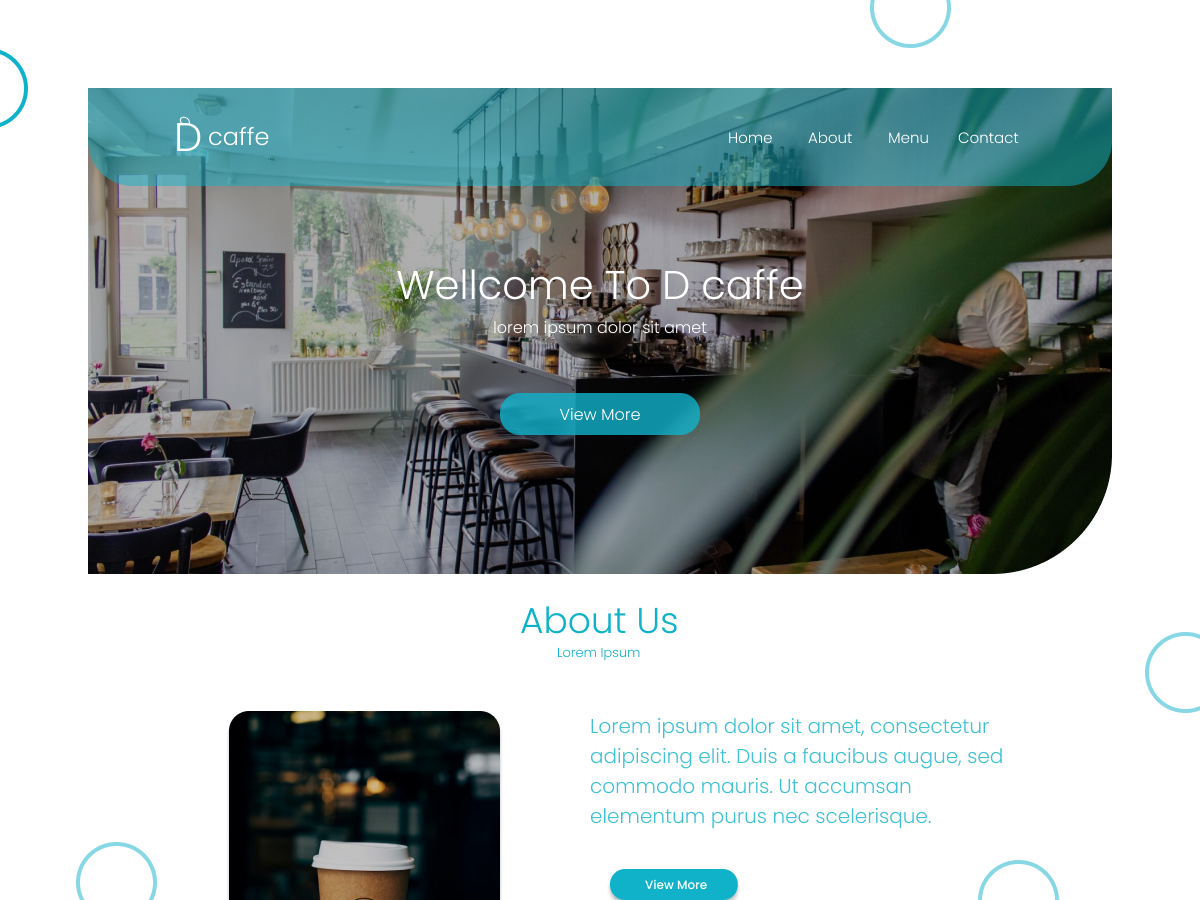 D caffe
Home About Menu Contact
Wellcome To D caffe
lorem ipsum dolor sit amet
View More
About Us
Lorem Ipsum
Lorem ipsum dolor sit amet, consectetur
adipiscing elit. Duis a faucibus augue, sed
commodo mauris. Ut accumsan
elementum purus nec scelerisque.
View More